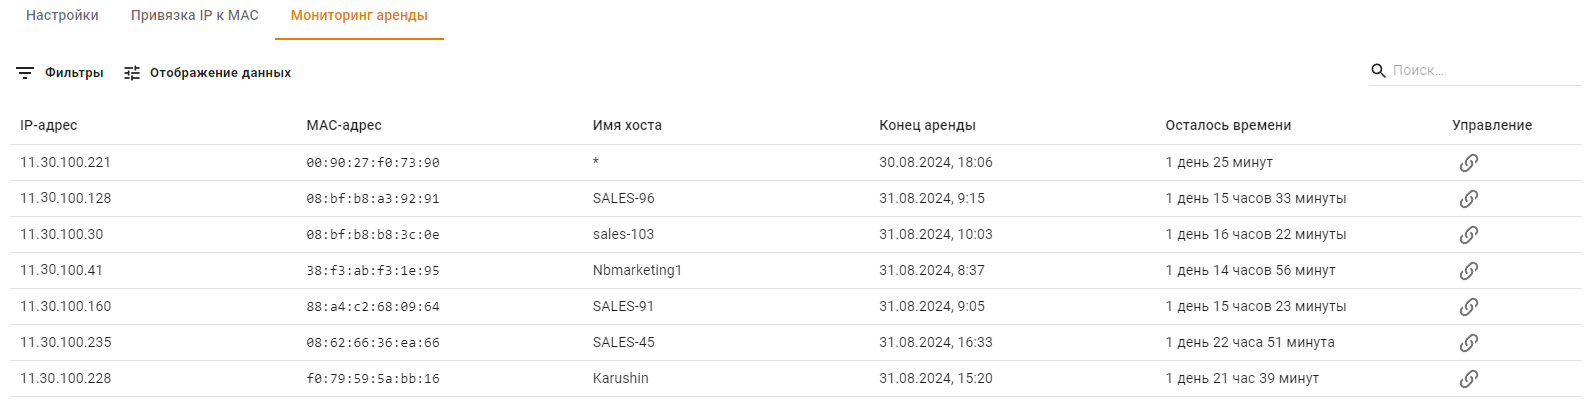 Настройки Привязка IP к MAC Мониторинг аренды
Фильтры Отображение данных Поиск...
IP-адрес MAC-адрес Имя хоста Конец аренды Осталось времени Управление
11.30.100.221 00:90:27:f0:73:90 * 30.08.2024, 18:06 1 день 25 минут
11.30.100.128 08:bf:b8:a3:92:91 SALES-96 31.08.2024, 9:15 1 день 15 часов 33 минуты
11.30.100.30 08:bf:b8:b8:3c:0e sales-103 31.08.2024, 10:03 1 день 16 часов 22 минуты
11.30.100.41 38:f3:ab:f3:1e:95 Nbmarketing1 31.08.2024, 8:37 1 день 14 часов 56 минут
11.30.100.160 88:a4:c2:68:09:64 SALES-91 31.08.2024, 9:05 1 день 15 часов 23 минуты
11.30.100.235 08:62:66:36:ea:66 SALES-45 31.08.2024, 16:33 1 день 22 часа 51 минута
11.30.100.228 f0:79:59:5a:bb:16 Karushin 31.08.2024, 15:20 1 день 21 час 39 минут